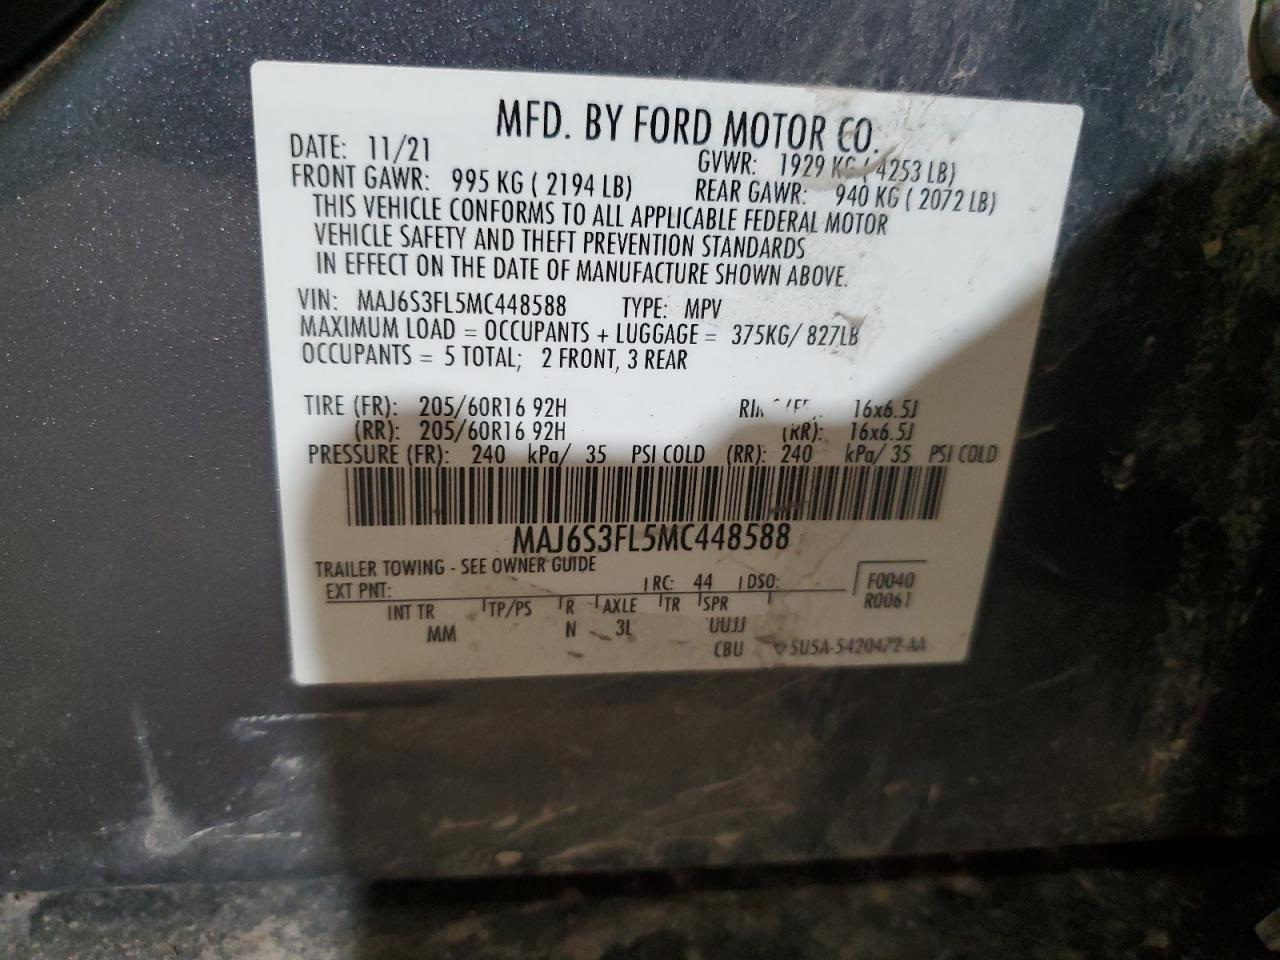 MFD. BY FORD MOTOR CO.
DATE: 11/21 GVWR: 1929 KG ( 4253 LB)
FRONT GAWR: 995 KG ( 2194 LB) REAR GAWR: 940 KG ( 2072 LB)
THIS VEHICLE CONFORMS TO ALL APPLICABLE FEDERAL MOTOR
VEHICLE SAFETY AND THEFT PREVENTION STANDARDS
IN EFFECT ON THE DATE OF MANUFACTURE SHOWN ABOVE.
VIN: MAJ6S3FL5MC448588 TYPE: MPV
MAXIMUM LOAD = OCCUPANTS + LUGGAGE = 375KG/ 827LB
OCCUPANTS = 5 TOTAL; 2 FRONT, 3 REAR
TIRE (FR): 205/60R16 92H 16x6.5J
(RR): 205/60R16 92H (RR): 16x6.5J
PRESSURE (FR): 240 kPa/ 35 PSI COLD (RR): 240 kPa/ 35 PSI COLD
MAJ6S3FL5MC448588
TRAILER TOWING - SEE OWNER GUIDE
EXT PNT: RC: 44 DSO: F0040
R0061
INT TR TP/PS R AXLE TR SPR
MM N 3L UUJJ
CBU 5U5A-5420472-AA